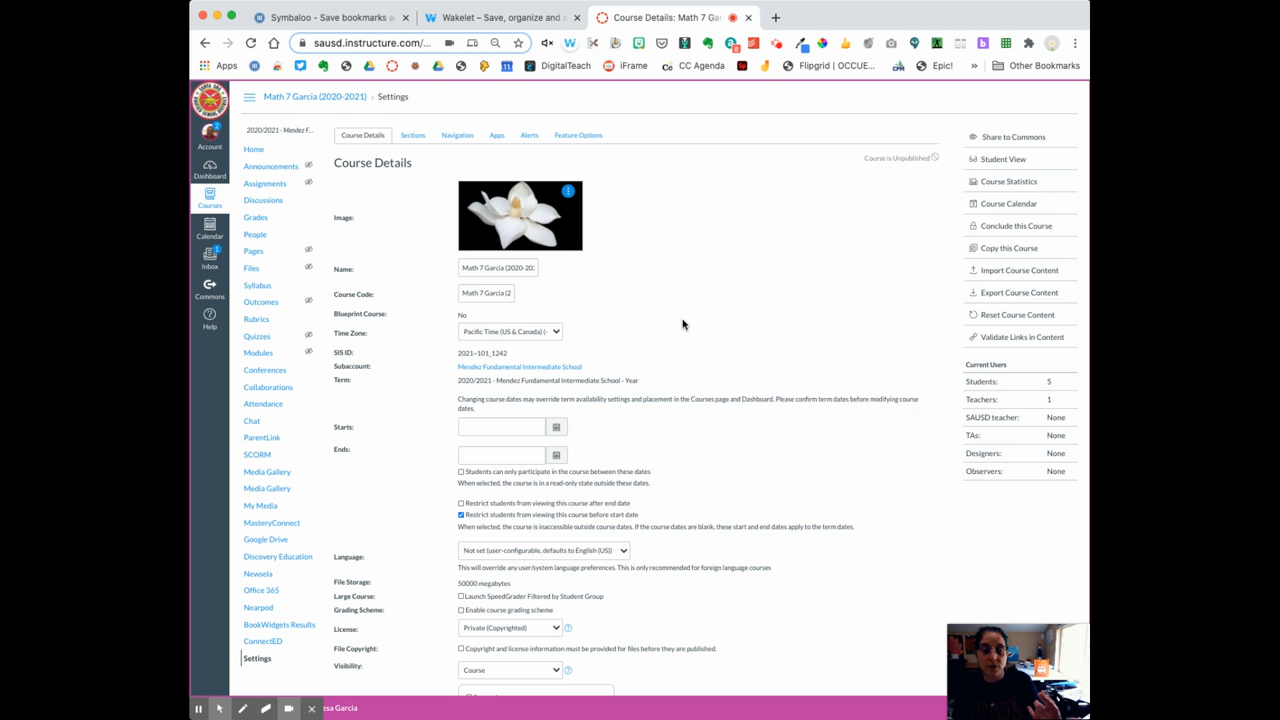 Symbaloo - Save bookmarks a
Wakelet – Save, organize and s
Course Details: Math 7 Gar
sausd.instructure.com/...
Apps
11
DigitalTeach
iFrame
Cc
CC Agenda
Sp
Flipgrid | OCCUE...
CPM
Epic!
»
Other Bookmarks
Math 7 Garcia (2020-2021) › Settings
2
Account
Dashboard
Courses
Calendar
1
Inbox
Commons
Help
2020/2021 - Mendez F...
Home
Announcements
Assignments
Discussions
Grades
People
Pages
Files
Syllabus
Outcomes
Rubrics
Quizzes
Modules
Conferences
Collaborations
Attendance
Chat
ParentLink
SCORM
Media Gallery
Media Gallery
My Media
MasteryConnect
Google Drive
Discovery Education
Newsela
Office 365
Nearpod
BookWidgets Results
ConnectED
Settings
Course Details
Sections
Navigation
Apps
Alerts
Feature Options
Course Details
Course is Unpublished
Image:
Name: Math 7 Garcia (2020-20
Course Code: Math 7 Garcia (2
Blueprint Course: No
Time Zone: Pacific Time (US & Canada) (-
SIS ID: 2021~101_1242
Subaccount: Mendez Fundamental Intermediate School
Term: 2020/2021 - Mendez Fundamental Intermediate School - Year
Changing course dates may override term availability settings and placement in the Courses page and Dashboard. Please confirm term dates before modifying course
dates.
Starts:
Ends:
Students can only participate in the course between these dates
When selected, the course is in a read-only state outside these dates.
Restrict students from viewing this course after end date
Restrict students from viewing this course before start date
When selected, the course is inaccessible outside course dates. If the course dates are blank, these start and end dates apply to the term dates.
Language: Not set (user-configurable, defaults to English (US))
This will override any user/system language preferences. This is only recommended for foreign language courses
File Storage: 50000 megabytes
Large Course: Launch SpeedGrader Filtered by Student Group
Grading Scheme: Enable course grading scheme
License: Private (Copyrighted)
File Copyright: Copyright and license information must be provided for files before they are published.
Visibility: Course
Share to Commons
Student View
Course Statistics
Course Calendar
Conclude this Course
Copy this Course
Import Course Content
Export Course Content
Reset Course Content
Validate Links in Content
Current Users
Students: 5
Teachers: 1
SAUSD teacher: None
TAs: None
Designers: None
Observers: None
esa Garcia